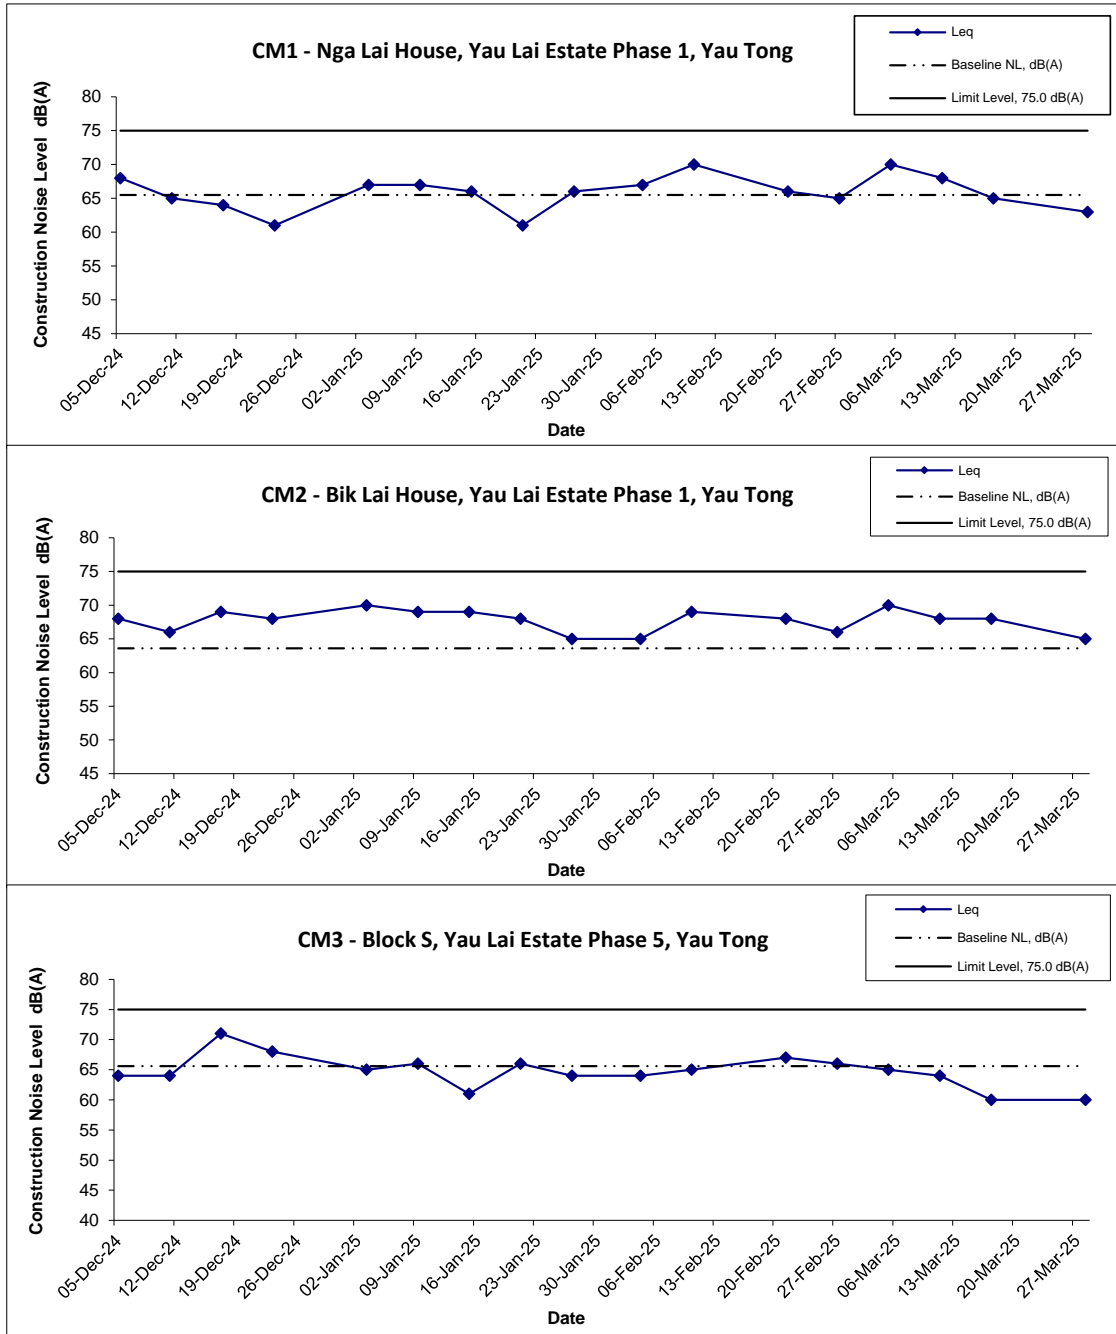 CM1 - Nga Lai House, Yau Lai Estate Phase 1, Yau Tong
Leq
Baseline NL, dB(A)
Limit Level, 75.0 dB(A)
Construction Noise Level dB(A)
80
75
70
65
60
55
50
45
05-Dec-24
12-Dec-24
19-Dec-24
26-Dec-24
02-Jan-25
09-Jan-25
16-Jan-25
23-Jan-25
30-Jan-25
06-Feb-25
13-Feb-25
20-Feb-25
27-Feb-25
06-Mar-25
13-Mar-25
20-Mar-25
27-Mar-25
Date
CM2 - Bik Lai House, Yau Lai Estate Phase 1, Yau Tong
Leq
Baseline NL, dB(A)
Limit Level, 75.0 dB(A)
Construction Noise Level dB(A)
80
75
70
65
60
55
50
45
05-Dec-24
12-Dec-24
19-Dec-24
26-Dec-24
02-Jan-25
09-Jan-25
16-Jan-25
23-Jan-25
30-Jan-25
06-Feb-25
13-Feb-25
20-Feb-25
27-Feb-25
06-Mar-25
13-Mar-25
20-Mar-25
27-Mar-25
Date
CM3 - Block S, Yau Lai Estate Phase 5, Yau Tong
Leq
Baseline NL, dB(A)
Limit Level, 75.0 dB(A)
Construction Noise Level dB(A)
80
75
70
65
60
55
50
45
40
05-Dec-24
12-Dec-24
19-Dec-24
26-Dec-24
02-Jan-25
09-Jan-25
16-Jan-25
23-Jan-25
30-Jan-25
06-Feb-25
13-Feb-25
20-Feb-25
27-Feb-25
06-Mar-25
13-Mar-25
20-Mar-25
27-Mar-25
Date